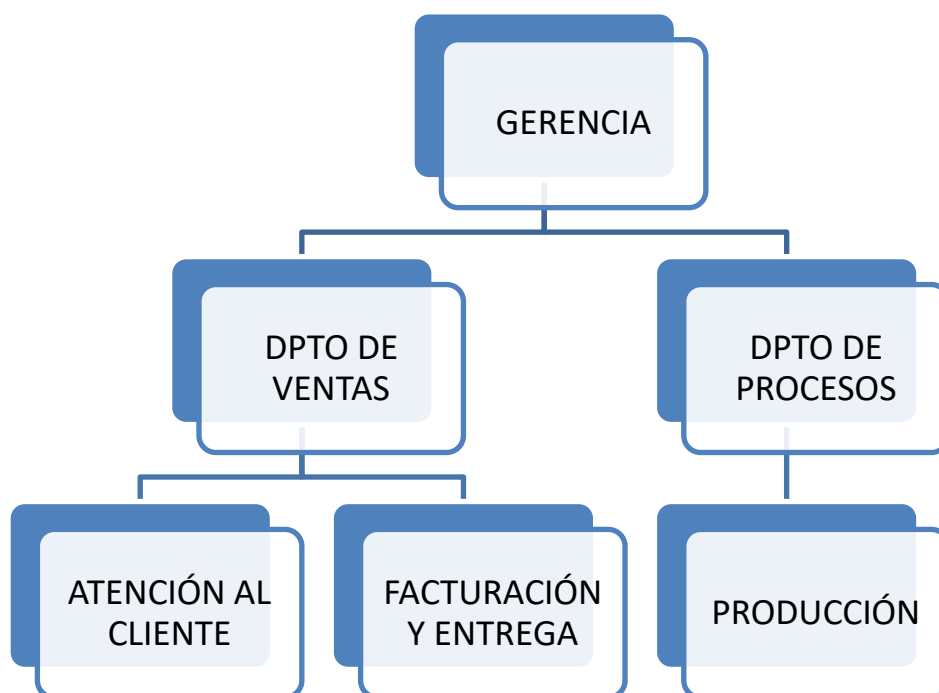 GERENCIA
DPTO DE
VENTAS
DPTO DE
PROCESOS
ATENCIÓN AL
CLIENTE
FACTURACIÓN
Y ENTREGA
PRODUCCIÓN